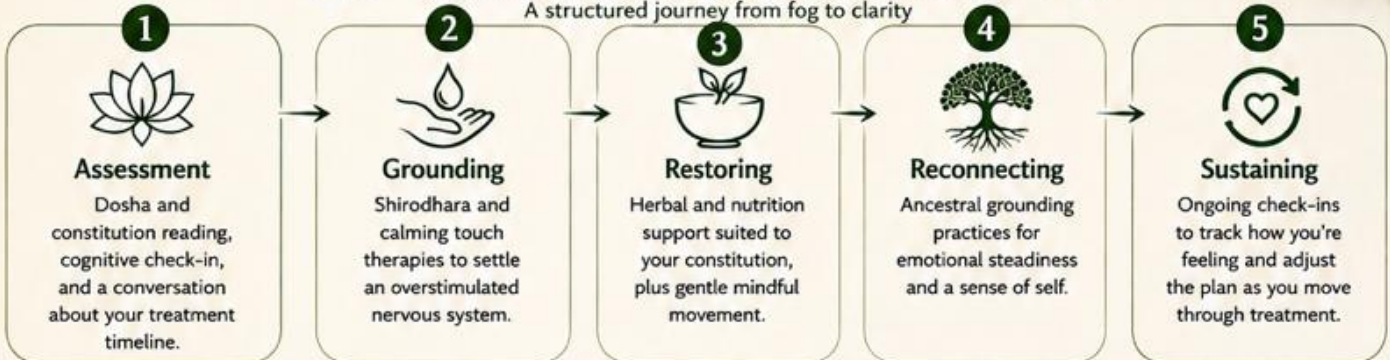 A structured journey from fog to clarity
1
Assessment
Dosha and
constitution reading,
cognitive check-in,
and a conversation
about your treatment
timeline.
2
Grounding
Shirodhara and
calming touch
therapies to settle
an overstimulated
nervous system.
3
Restoring
Herbal and nutrition
support suited to
your constitution,
plus gentle mindful
movement.
4
Reconnecting
Ancestral grounding
practices for
emotional steadiness
and a sense of self.
5
Sustaining
Ongoing check-ins
to track how you're
feeling and adjust
the plan as you move
through treatment.